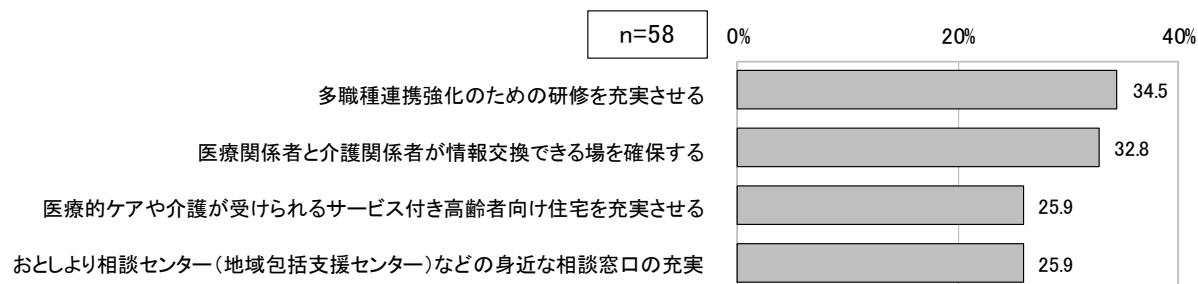 n=58
0%
20%
40%
多職種連携強化のための研修を充実させる
34.5
医療関係者と介護関係者が情報交換できる場を確保する
32.8
医療的ケアや介護が受けられるサービス付き高齢者向け住宅を充実させる
25.9
おとしより相談センター(地域包括支援センター)などの身近な相談窓口の充実
25.9